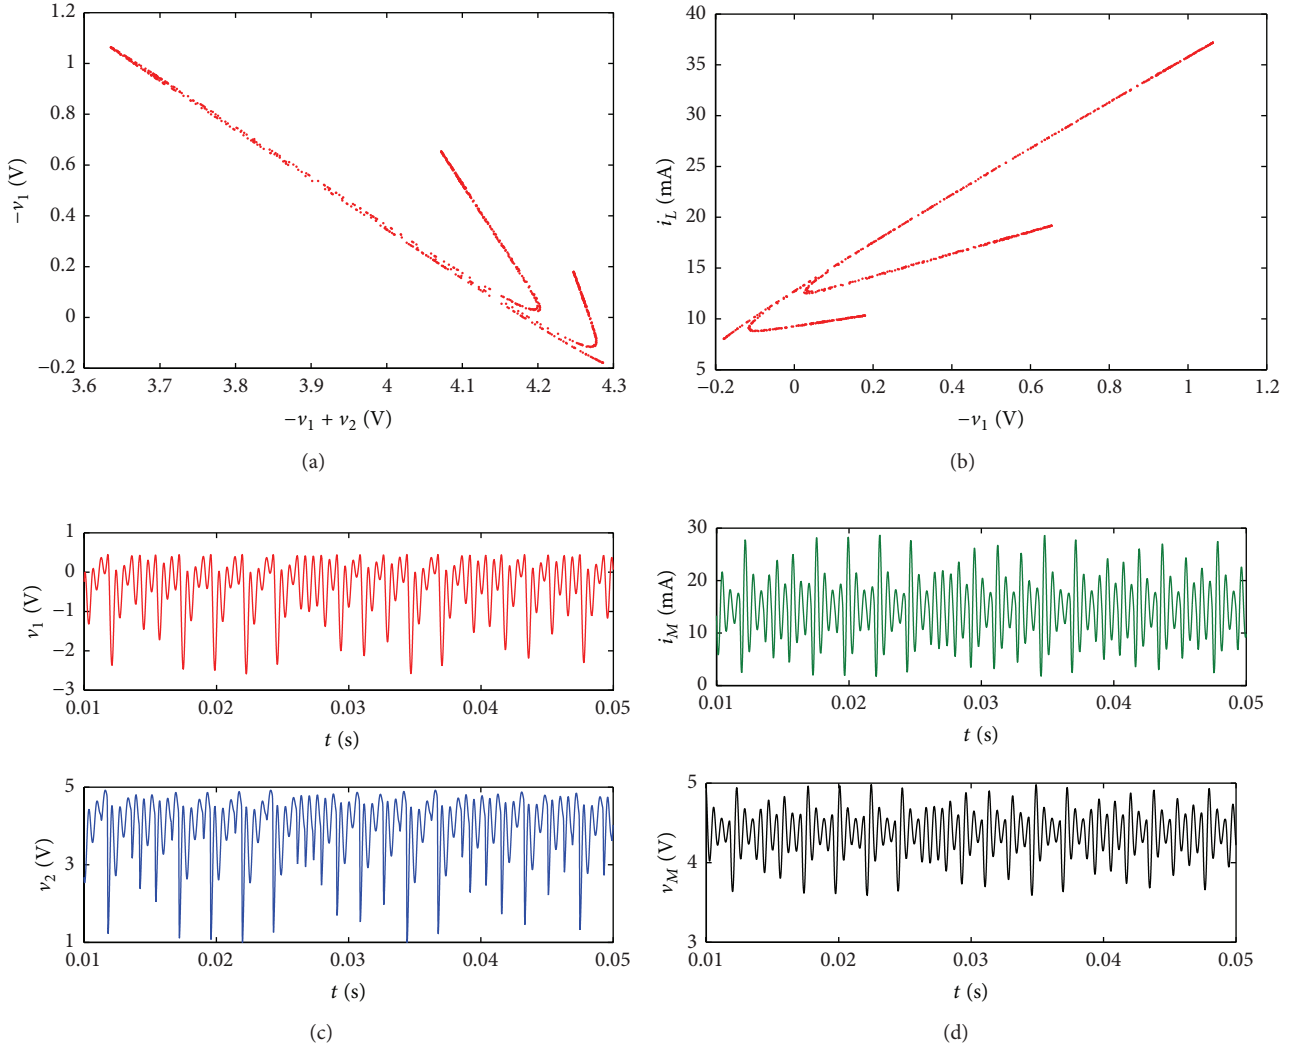 1.2
1
0.8
0.6
0.4
0.2
0
−0.2
−v1 (V)
3.6 3.7 3.8 3.9 4 4.1 4.2 4.3
−v1 + v2 (V)
(a)
40
35
30
25
20
15
10
5
iL (mA)
−0.2 0 0.2 0.4 0.6 0.8 1 1.2
−v1 (V)
(b)
1
0
−1
−2
−3
v1 (V)
0.01 0.02 0.03 0.04 0.05
t (s)
5
3
1
v2 (V)
0.01 0.02 0.03 0.04 0.05
t (s)
(c)
30
20
10
0
iM (mA)
0.01 0.02 0.03 0.04 0.05
t (s)
5
4
3
vM (V)
0.01 0.02 0.03 0.04 0.05
t (s)
(d)